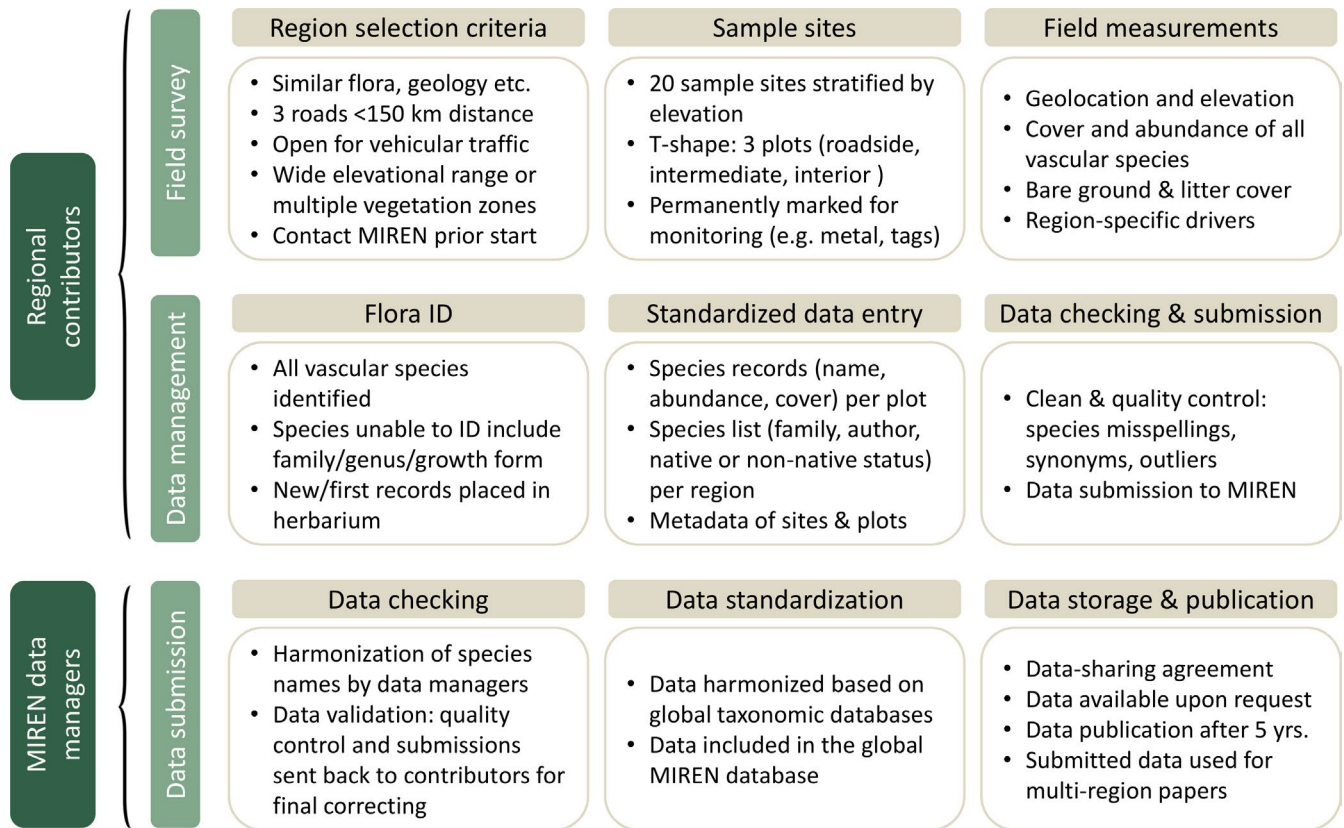 Regional
contributors
Field survey
Region selection criteria
• Similar flora, geology etc.
• 3 roads <150 km distance
• Open for vehicular traffic
• Wide elevational range or
multiple vegetation zones
• Contact MIREN prior start
Sample sites
• 20 sample sites stratified by
elevation
• T-shape: 3 plots (roadside,
intermediate, interior )
• Permanently marked for
monitoring (e.g. metal, tags)
Field measurements
• Geolocation and elevation
• Cover and abundance of all
vascular species
• Bare ground & litter cover
• Region-specific drivers
Data management
Flora ID
• All vascular species
identified
• Species unable to ID include
family/genus/growth form
• New/first records placed in
herbarium
Standardized data entry
• Species records (name,
abundance, cover) per plot
• Species list (family, author,
native or non-native status)
per region
• Metadata of sites & plots
Data checking & submission
• Clean & quality control:
species misspellings,
synonyms, outliers
• Data submission to MIREN
MIREN data
managers
Data submission
Data checking
• Harmonization of species
names by data managers
• Data validation: quality
control and submissions
sent back to contributors for
final correcting
Data standardization
• Data harmonized based on
global taxonomic databases
• Data included in the global
MIREN database
Data storage & publication
• Data-sharing agreement
• Data available upon request
• Data publication after 5 yrs.
• Submitted data used for
multi-region papers